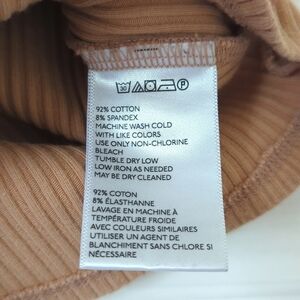 30 P
92% COTTON
8% SPANDEX
MACHINE WASH COLD
WITH LIKE COLORS
USE ONLY NON-CHLORINE
BLEACH
TUMBLE DRY LOW
LOW IRON AS NEEDED
MAY BE DRY CLEANED
92% COTON
8% ÉLASTHANNE
LAVAGE EN MACHINE À
TEMPÉRATURE FROIDE
AVEC COULEURS SIMILAIRES
UTILISER UN AGENT DE
BLANCHIMENT SANS CHLORE SI
NÉCESSAIRE